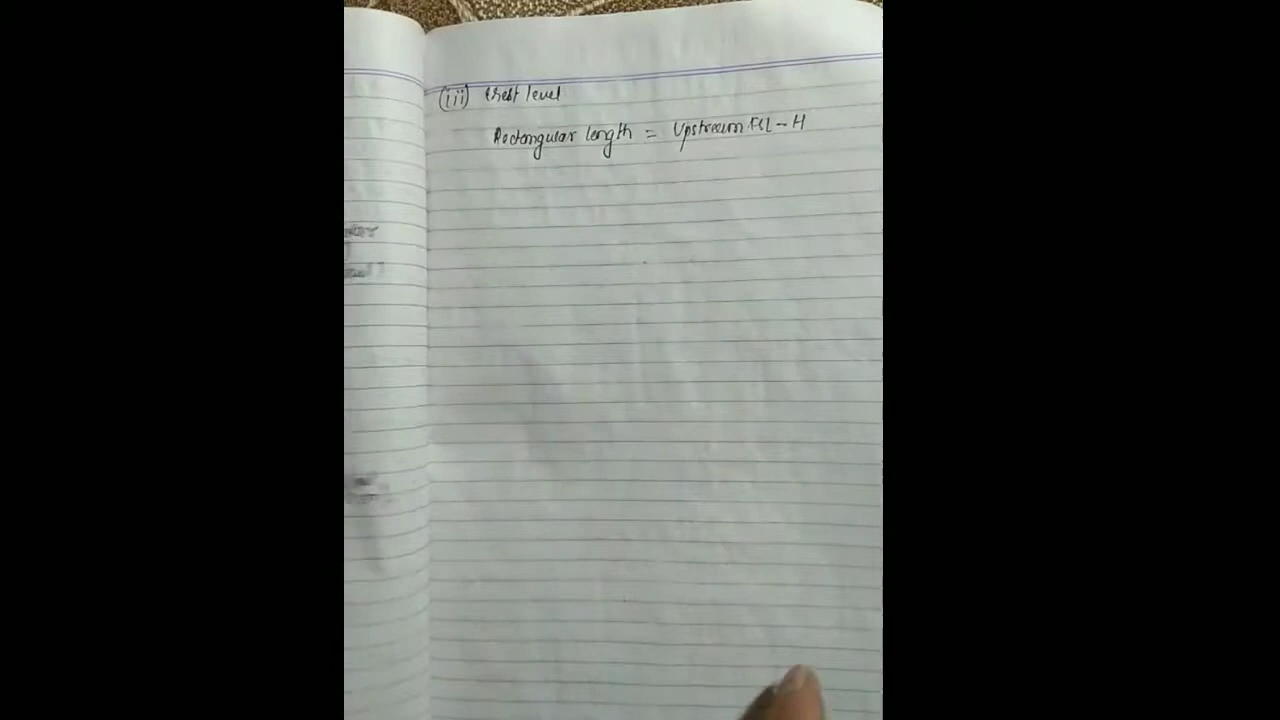 (iii) Crest level
Rectangular length = Upstream FSL - H